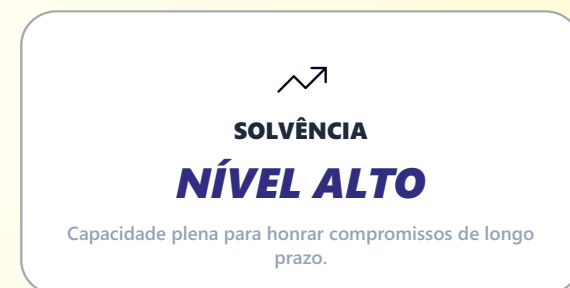 SOLVÊNCIA
NÍVEL ALTO
Capacidade plena para honrar compromissos de longo
prazo.